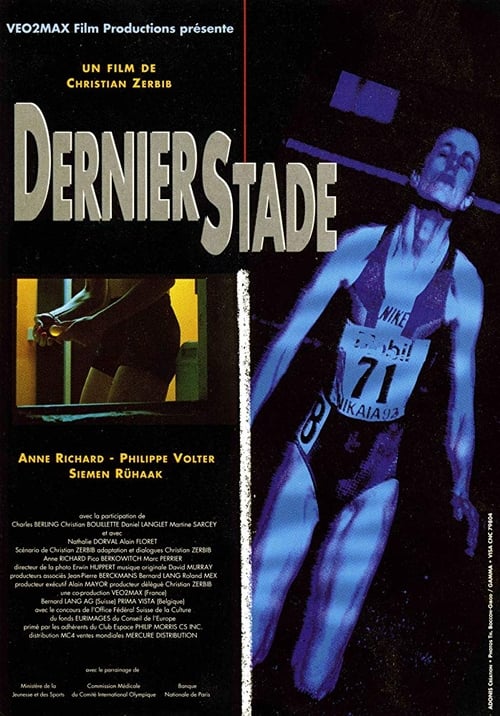 VEO2MAX Film Productions présente
UN FILM DE
CHRISTIAN ZERBIB
DERNIER STADE
NIKE
Mobil
71
NIKAIA 93
8
ANNE RICHARD - PHILIPPE VOLTER
SIEMEN RÜHAAK
avec la participation de
Charles BERLING Christian BOUILLETTE Daniel LANGLET Martine SARCEY
et avec
Nathalie DORVAL Alain FLORET
Scénario de Christian ZERBIB adaptation et dialogues Christian ZERBIB
Anne RICHARD Pico BERKOWITCH Marc PERRIER
directeur de la photo Erwin HUPPERT musique originale David MURRAY
producteurs associés Jean-Pierre BERCKMANS Bernard LANG Roland MEX
producteur exécutif Alain MAYOR producteur délégué Christian ZERBIB
une coproduction VEO2MAX (France)
Bernard LANG AG (Suisse) PRIMA VISTA (Belgique)
avec le concours de l'Office Fédéral Suisse de la Culture
du fonds EURIMAGES du Conseil de l'Europe
primé par les adhérents du Club Espace PHILIP MORRIS CS INC.
distribution MC4 ventes mondiales MERCURE DISTRIBUTION
avec le parrainage de
Ministère de la
Jeunesse et des Sports
Commission Médicale
du Comité International Olympique
Banque
Nationale de Paris